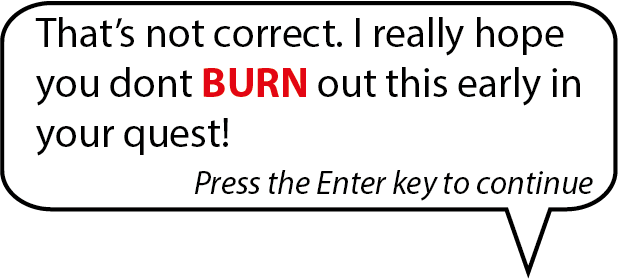 That’s not correct. I really hope
you dont BURN out this early in
your quest!
Press the Enter key to continue